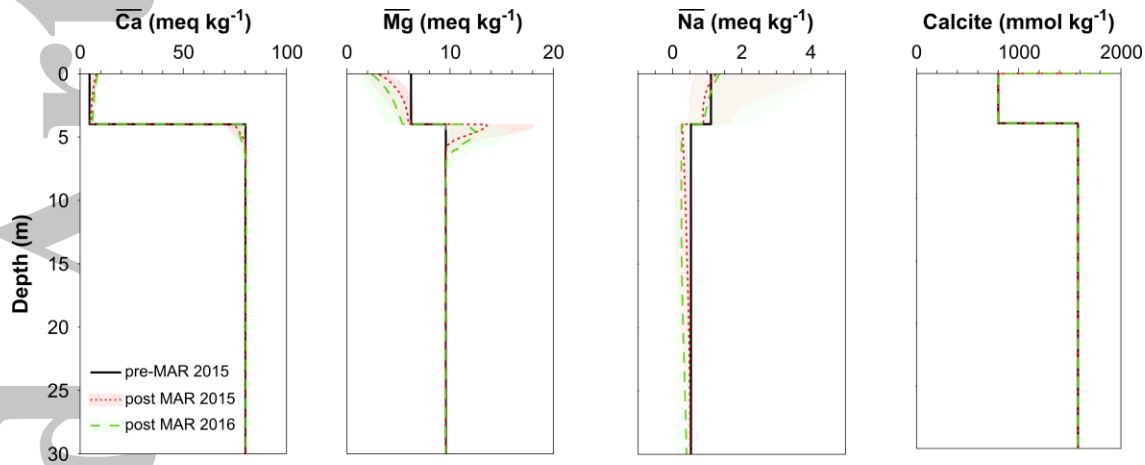 Ca (meq kg⁻¹) Mg (meq kg⁻¹) Na (meq kg⁻¹) Calcite (mmol kg⁻¹)
0 50 100 0 10 20 0 2 4 0 1000 2000
0
5
10
15
20
25
30
Depth (m)
pre-MAR 2015
post MAR 2015
post MAR 2016